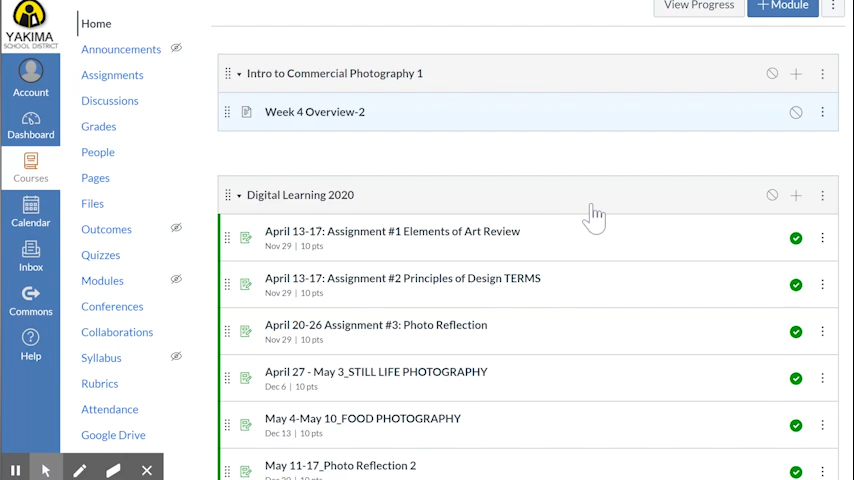 YAKIMA
SCHOOL DISTRICT
Account
Dashboard
Courses
Calendar
Inbox
Commons
Help
Home
Announcements
Assignments
Discussions
Grades
People
Pages
Files
Outcomes
Quizzes
Modules
Conferences
Collaborations
Syllabus
Rubrics
Attendance
Google Drive
View Progress
+ Module
Intro to Commercial Photography 1
Week 4 Overview-2
Digital Learning 2020
April 13-17: Assignment #1 Elements of Art Review
Nov 29 | 10 pts
April 13-17: Assignment #2 Principles of Design TERMS
Nov 29 | 10 pts
April 20-26 Assignment #3: Photo Reflection
Nov 29 | 10 pts
April 27 - May 3_STILL LIFE PHOTOGRAPHY
Dec 6 | 10 pts
May 4-May 10_FOOD PHOTOGRAPHY
Dec 13 | 10 pts
May 11-17_Photo Reflection 2